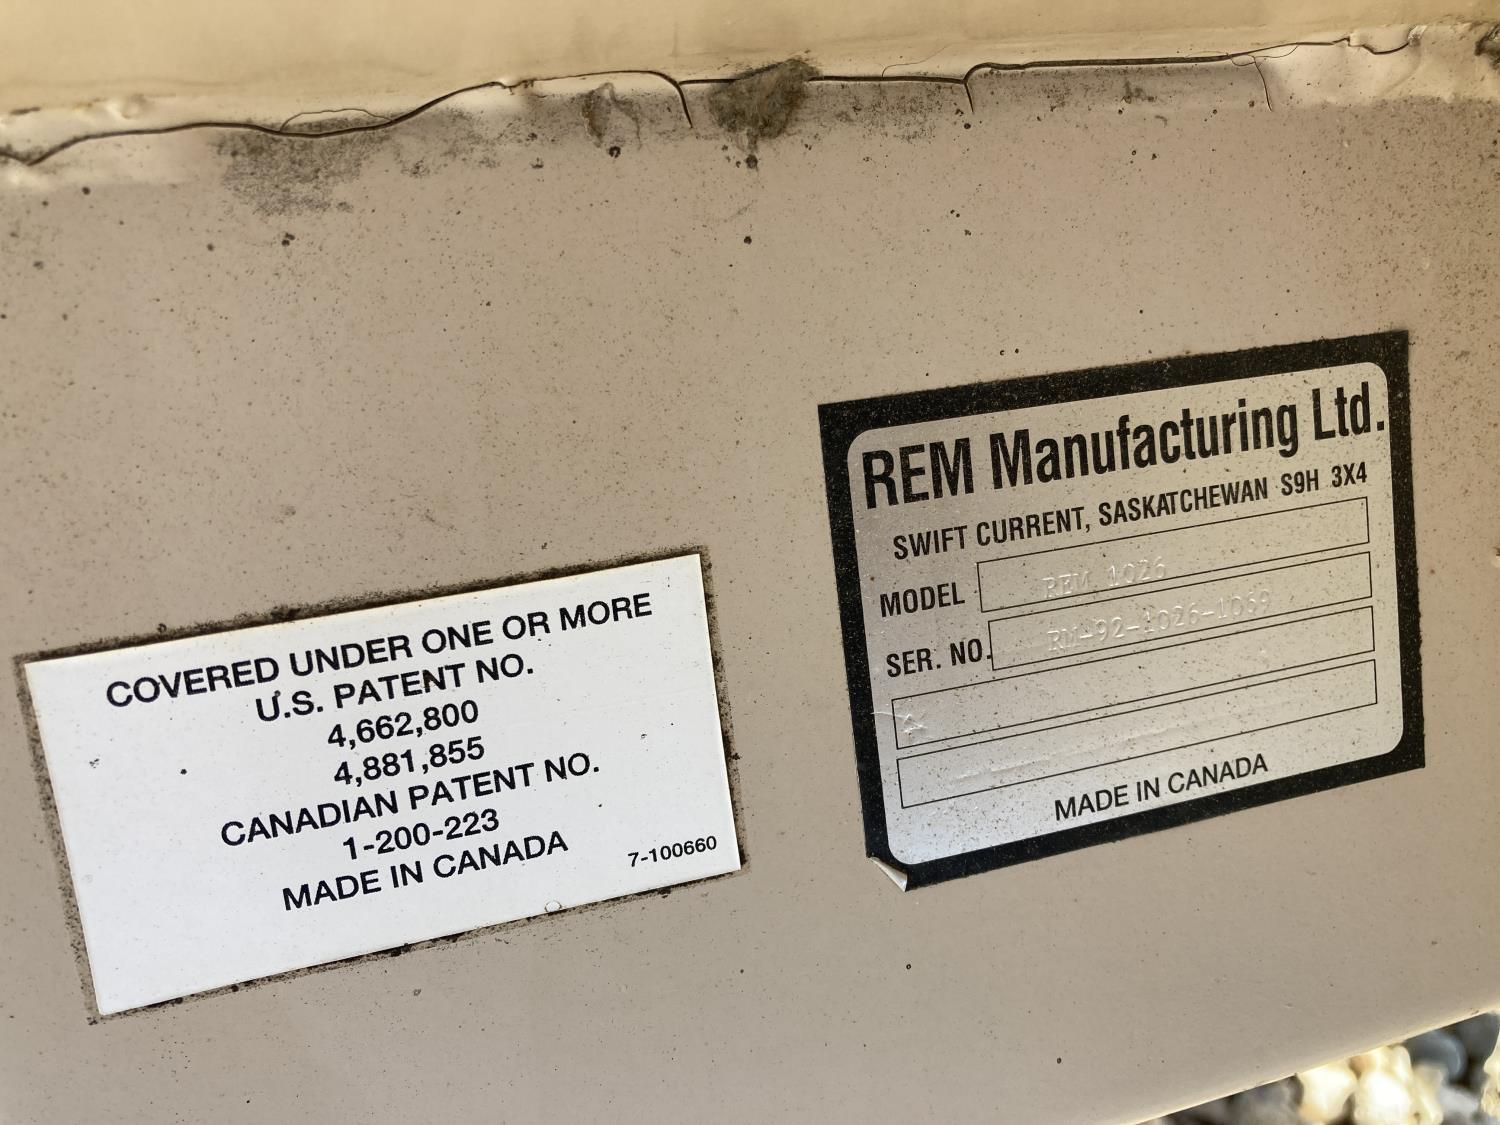 COVERED UNDER ONE OR MORE
U.S. PATENT NO.
4,662,800
4,881,855
CANADIAN PATENT NO.
1-200-223
MADE IN CANADA
7-100660
REM Manufacturing Ltd.
SWIFT CURRENT, SASKATCHEWAN S9H 3X4
MODEL REM 1026
SER. NO. RM-92-1026-1069
MADE IN CANADA